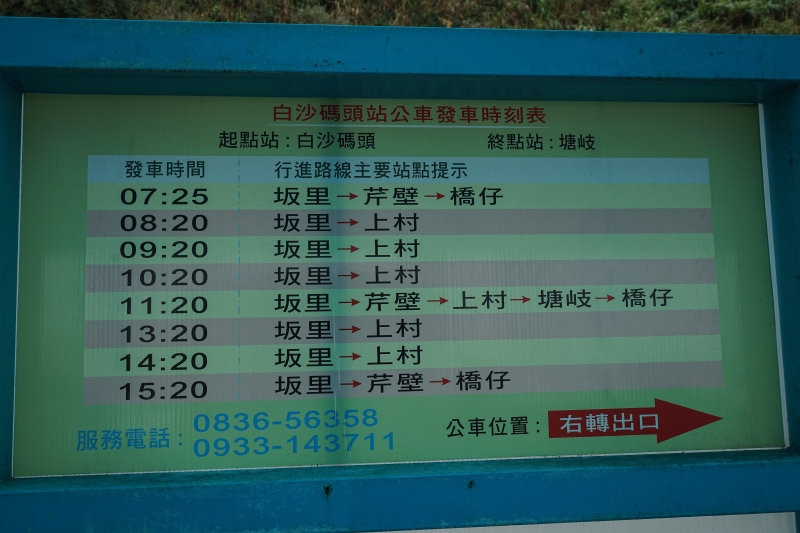 白沙碼頭站公車發車時刻表
起點站:白沙碼頭 終點站:塘岐
發車時間 行進路線主要站點提示
07:25 坂里→芹壁→橋仔
08:20 坂里→上村
09:20 坂里→上村
10:20 坂里→上村
11:20 坂里→芹壁→上村→塘岐→橋仔
13:20 坂里→上村
14:20 坂里→上村
15:20 坂里→芹壁→橋仔
服務電話: 0836-56358
0933-143711
公車位置: 右轉出口